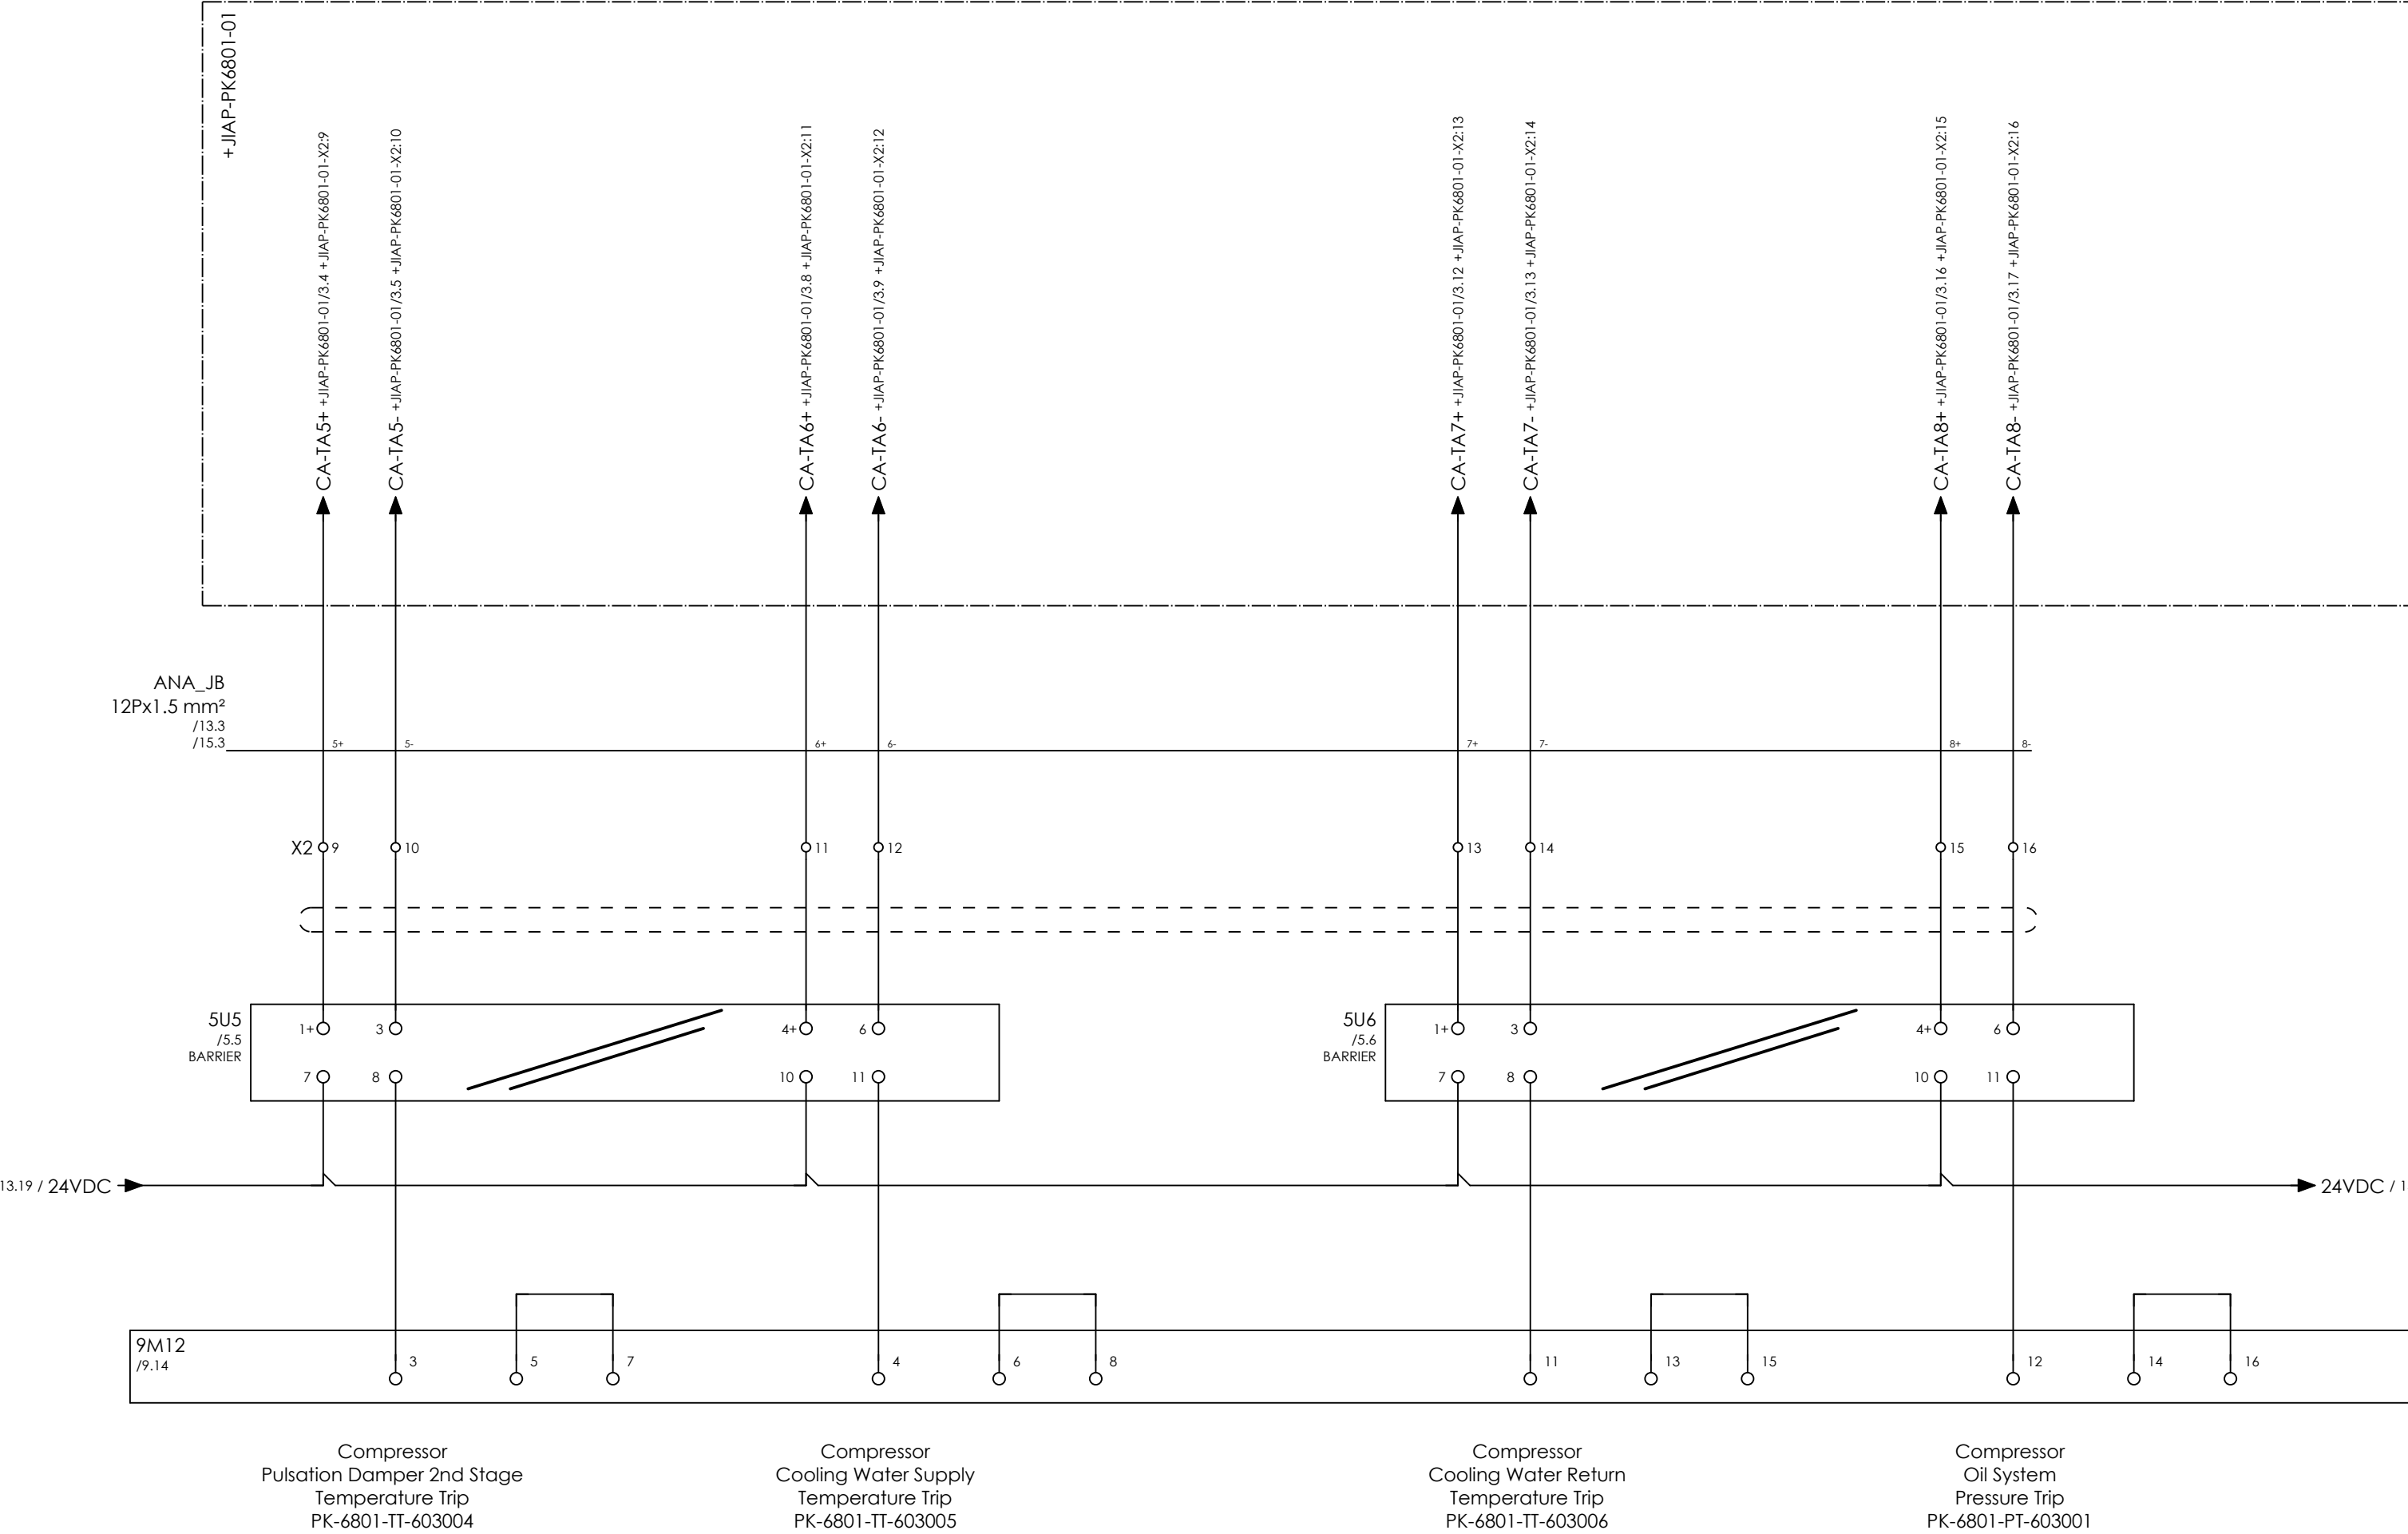 +JIAP-PK6801-01
CA-TA5+ +JIAP-PK6801-01/3.4 +JIAP-PK6801-01-X2:9
CA-TA5- +JIAP-PK6801-01/3.5 +JIAP-PK6801-01-X2:10
CA-TA6+ +JIAP-PK6801-01/3.8 +JIAP-PK6801-01-X2:11
CA-TA6- +JIAP-PK6801-01/3.9 +JIAP-PK6801-01-X2:12
CA-TA7+ +JIAP-PK6801-01/3.12 +JIAP-PK6801-01-X2:13
CA-TA7- +JIAP-PK6801-01/3.13 +JIAP-PK6801-01-X2:14
CA-TA8+ +JIAP-PK6801-01/3.16 +JIAP-PK6801-01-X2:15
CA-TA8- +JIAP-PK6801-01/3.17 +JIAP-PK6801-01-X2:16
ANA_JB
12Px1.5 mm²
/13.3
/15.3
5+ 5- 6+ 6- 7+ 7- 8+ 8-
X2 9 10 11 12 13 14 15 16
5U5
/5.5
BARRIER
1+ 3 4+ 6
7 8 10 11
5U6
/5.6
BARRIER
1+ 3 4+ 6
7 8 10 11
13.19 / 24VDC
24VDC / 1
9M12
/9.14
3 5 7 4 6 8 11 13 15 12 14 16
Compressor
Pulsation Damper 2nd Stage
Temperature Trip
PK-6801-TT-603004
Compressor
Cooling Water Supply
Temperature Trip
PK-6801-TT-603005
Compressor
Cooling Water Return
Temperature Trip
PK-6801-TT-603006
Compressor
Oil System
Pressure Trip
PK-6801-PT-603001